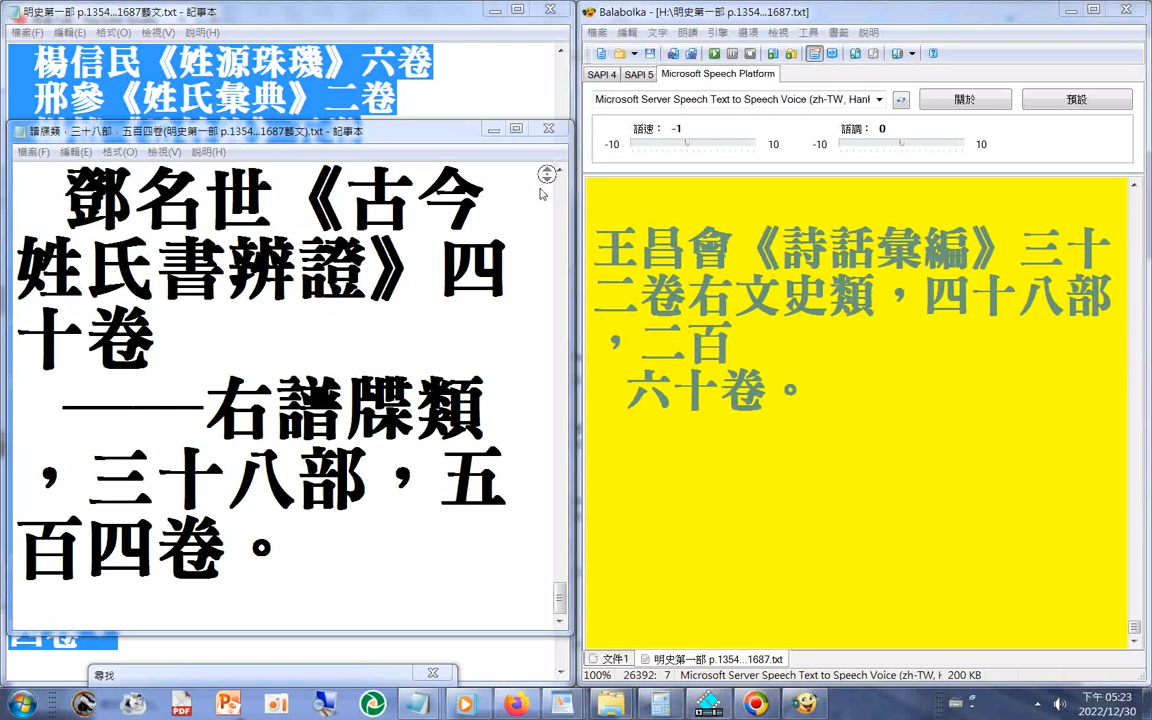 明史第一部 p.1354...1687藝文.txt - 記事本
檔案(F) 編輯(E) 格式(O) 檢視(V) 說明(H)
楊信民《姓源珠璣》六卷
邢參《姓氏彙典》二卷
譜牒類，三十八部，五百四卷(明史第一部 p.1354...1687藝文).txt - 記事本
檔案(F) 編輯(E) 格式(O) 檢視(V) 說明(H)
鄧名世《古今
姓氏書辨證》四
十卷
——右譜牒類
，三十八部，五
百四卷。
四卷。
尋找
Balabolka - [H:\明史第一部 p.1354...1687.txt]
檔案 編輯 文字 朗讀 引擎 選項 檢視 工具 書籤 說明
SAPI 4 SAPI 5 Microsoft Speech Platform
Microsoft Server Speech Text to Speech Voice (zh-TW, Han
關於 預設
語速： -1 語調： 0
-10 10 -10 10
王昌會《詩話彙編》三十
二卷右文史類，四十八部
，二百
六十卷。
文件1 明史第一部 p.1354...1687.txt
100% 26392: 7 Microsoft Server Speech Text to Speech Voice (zh-TW, H 200 KB
下午 05:23
2022/12/30